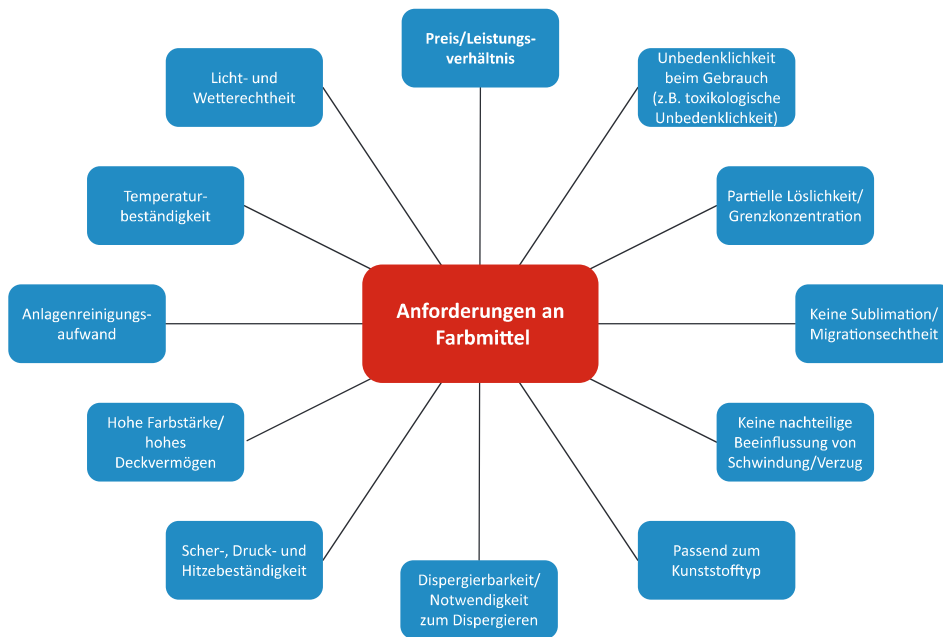 Preis/Leistungs-
verhältnis
Unbedenklichkeit
beim Gebrauch
(z.B. toxikologische
Unbedenklichkeit)
Partielle Löslichkeit/
Grenzkonzentration
Keine Sublimation/
Migrationsechtheit
Keine nachteilige
Beeinflussung von
Schwindung/Verzug
Passend zum
Kunststofftyp
Dispergierbarkeit/
Notwendigkeit
zum Dispergieren
Scher-, Druck- und
Hitzebeständigkeit
Hohe Farbstärke/
hohes
Deckvermögen
Anlagenreinigungs-
aufwand
Temperatur-
beständigkeit
Licht- und
Wetterechtheit
Anforderungen an
Farbmittel